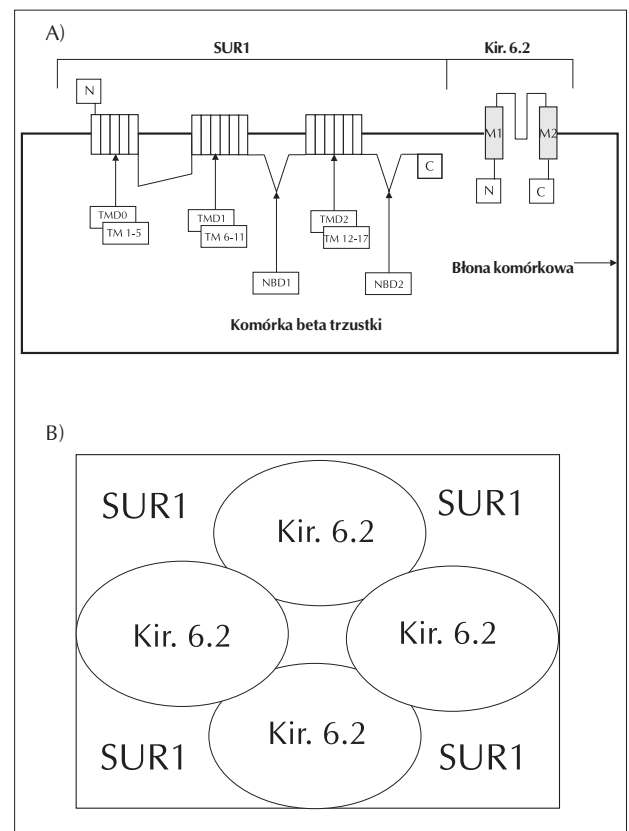 A)
SUR1
Kir. 6.2
N
M1
M2
C
N
C
TMD0
TM 1-5
TMD1
TM 6-11
TMD2
TM 12-17
NBD1
NBD2
Błona komórkowa
Komórka beta trzustki
B)
SUR1
Kir. 6.2
SUR1
Kir. 6.2
Kir. 6.2
SUR1
Kir. 6.2
SUR1